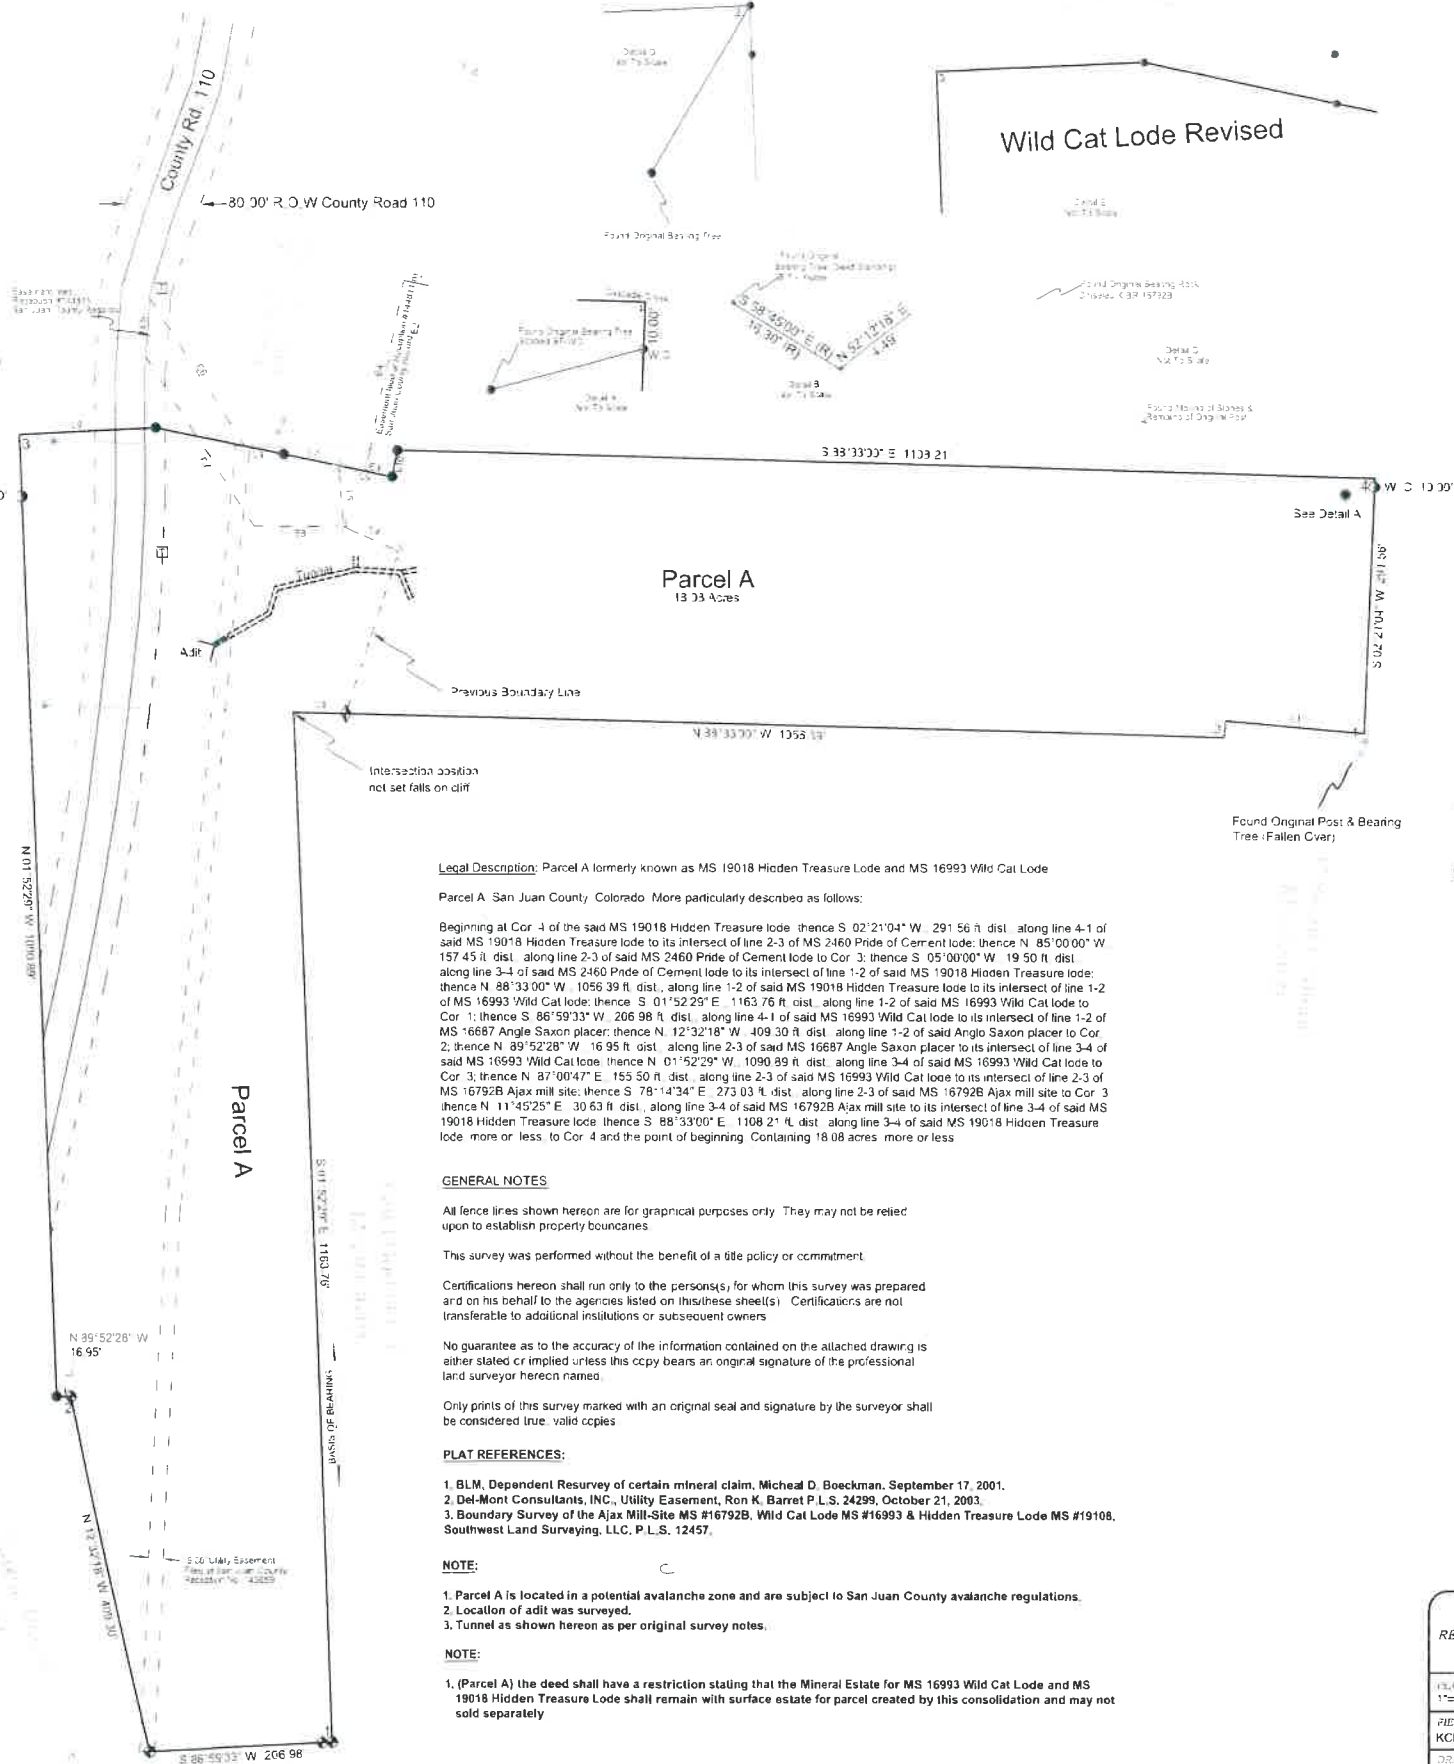 County Rd. 110
80.00' R.O.W County Road 110
Wild Cat Lode Revised
Found Original Bearing Tree
Found Original Bearing Tree
10.00'
W.C
S 58°45'00" E (R)
16.30' (R)
N 52°12'18" E
4.49'
Not To Scale
3
S 88°33'00" E 1108.21
W C 10.00'
See Detail A
Parcel A
18.08 Acres
S 02°21'04" W 291.56'
Tunnel
Adit
Previous Boundary Line
N 88°33'00" W 1056.39'
Intersection position
not set falls on cliff
Found Original Post & Bearing
Tree (Fallen Over)
N 01°52'29" W 1090.89'
Legal Description: Parcel A formerly known as MS 19018 Hidden Treasure Lode and MS 16993 Wild Cat Lode
Parcel A San Juan County Colorado More particularly described as follows:
Beginning at Cor 4 of the said MS 19018 Hidden Treasure lode thence S 02°21'04" W 291 56 ft dist along line 4-1 of
said MS 19018 Hidden Treasure lode to its intersect of line 2-3 of MS 2460 Pride of Cement lode: thence N 85°00'00" W
157 45 ft dist along line 2-3 of said MS 2460 Pride of Cement lode to Cor 3: thence S 05°00'00" W 19 50 ft dist
along line 3-4 of said MS 2460 Pride of Cement lode to its intersect of line 1-2 of said MS 19018 Hidden Treasure lode:
thence N 88°33'00" W 1056 39 ft dist., along line 1-2 of said MS 19018 Hidden Treasure lode to its intersect of line 1-2
of MS 16993 Wild Cat lode: thence S 01°52'29" E 1163 76 ft dist along line 1-2 of said MS 16993 Wild Cat lode to
Cor 1; thence S 86°59'33" W 206 98 ft dist along line 4-1 of said MS 16993 Wild Cat lode to its intersect of line 1-2 of
MS 16687 Angle Saxon placer: thence N. 12°32'18" W 409 30 ft dist along line 1-2 of said Anglo Saxon placer to Cor
2; thence N 89°52'28" W 16 95 ft dist along line 2-3 of said MS 16687 Angle Saxon placer to its intersect of line 3-4 of
said MS 16993 Wild Cat lode thence N 01°52'29" W 1090 89 ft dist along line 3-4 of said MS 16993 Wild Cat lode to
Cor 3; thence N 87°00'47" E 155 50 ft dist., along line 2-3 of said MS 16993 Wild Cat lode to its intersect of line 2-3 of
MS 16792B Ajax mill site: thence S 78°14'34" E 273 03 ft dist along line 2-3 of said MS 16792B Ajax mill site to Cor 3
thence N 11°45'25" E 30 63 ft dist., along line 3-4 of said MS 16792B Ajax mill site to its intersect of line 3-4 of said MS
19018 Hidden Treasure lode thence S 88°33'00" E 1108 21 ft dist along line 3-4 of said MS 19018 Hidden Treasure
lode more or less to Cor 4 and the point of beginning Containing 18 08 acres more or less
Parcel A
S 01°52'29" E 1163.76'
BASIS OF BEARING
GENERAL NOTES
All fence lines shown hereon are for graphical purposes only They may not be relied
upon to establish property boundaries
This survey was performed without the benefit of a title policy or commitment
Certifications hereon shall run only to the persons(s) for whom this survey was prepared
and on his behalf to the agencies listed on this/these sheet(s) Certifications are not
transferable to additional institutions or subsequent owners
No guarantee as to the accuracy of the information contained on the attached drawing is
either stated or implied unless this copy bears an original signature of the professional
land surveyor hereon named
Only prints of this survey marked with an original seal and signature by the surveyor shall
be considered true, valid copies
N 89°52'28" W
16.95'
N 12°32'18" W 409.30'
PLAT REFERENCES:
1. BLM, Dependent Resurvey of certain mineral claim, Micheal D. Boeckman, September 17, 2001.
2. Del-Mont Consultants, INC., Utility Easement, Ron K. Barret P.L.S. 24299, October 21, 2003.
3. Boundary Survey of the Ajax Mill-Site MS #16792B, Wild Cat Lode MS #16993 & Hidden Treasure Lode MS #19108,
Southwest Land Surveying, LLC, P.L.S. 12457.
NOTE:
1. Parcel A is located in a potential avalanche zone and are subject to San Juan County avalanche regulations.
2. Location of adit was surveyed.
3. Tunnel as shown hereon as per original survey notes.
NOTE:
1. (Parcel A) the deed shall have a restriction stating that the Mineral Estate for MS 16993 Wild Cat Lode and MS
19018 Hidden Treasure Lode shall remain with surface estate for parcel created by this consolidation and may not
sold separately
S 86°59'33" W 206.98